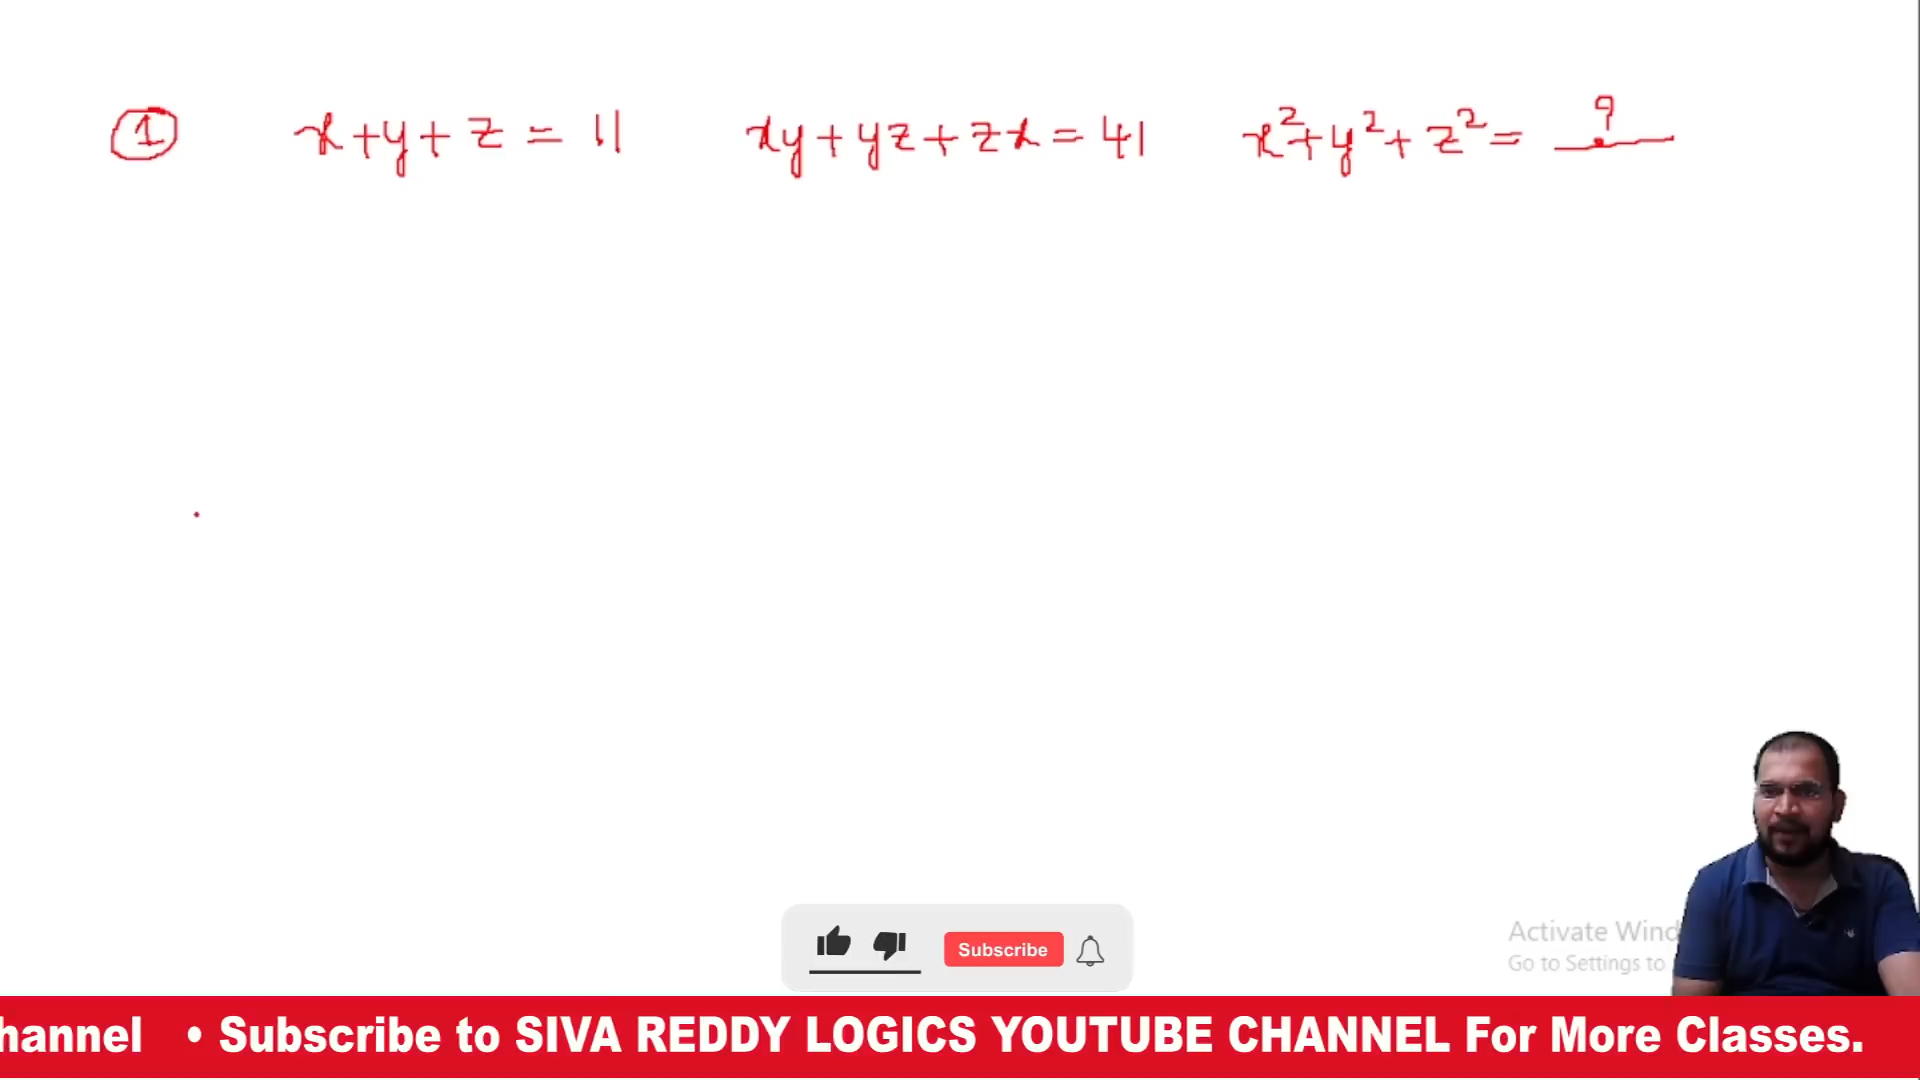 ① x+y+z = 11 xy+yz+zx = 41 x²+y²+z² = ?
Subscribe
Activate Wind
Go to Settings to
hannel • Subscribe to SIVA REDDY LOGICS YOUTUBE CHANNEL For More Classes.